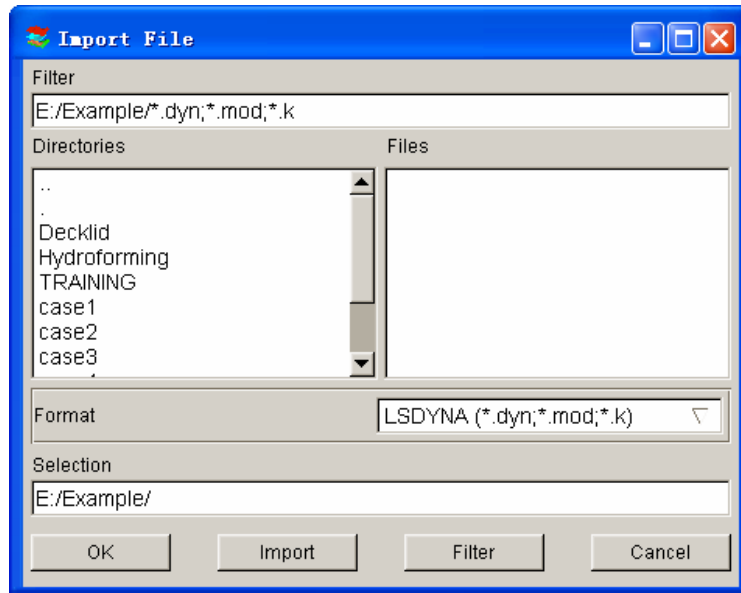 Import File
Filter
E:/Example/*.dyn;*.mod;*.k
Directories
Files
..
.
Decklid
Hydroforming
TRAINING
case1
case2
case3
Format
LSDYNA (*.dyn;*.mod;*.k)
Selection
E:/Example/
OK
Import
Filter
Cancel